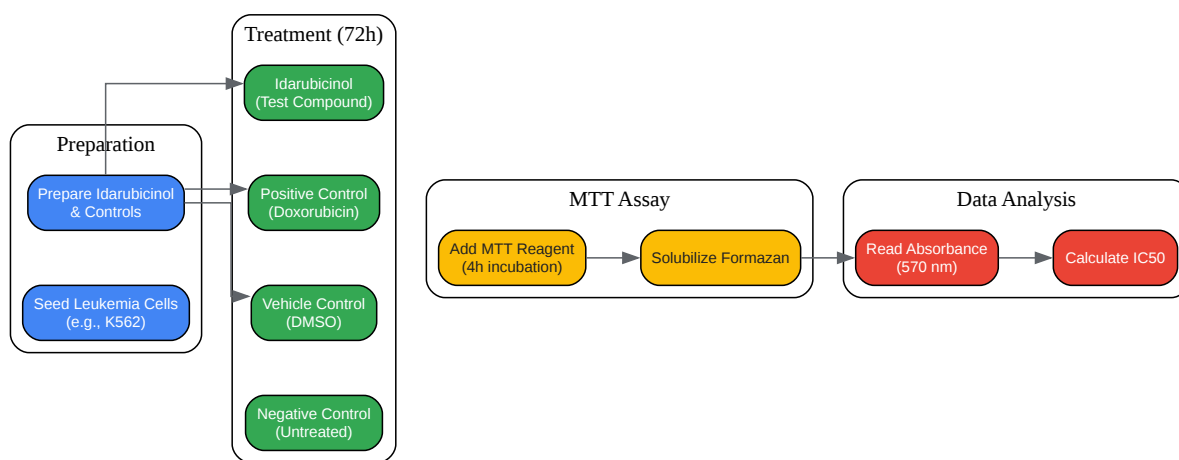 Preparation
Prepare Idarubicinol
& Controls
Seed Leukemia Cells
(e.g., K562)
Treatment (72h)
Idarubicinol
(Test Compound)
Positive Control
(Doxorubicin)
Vehicle Control
(DMSO)
Negative Control
(Untreated)
MTT Assay
Add MTT Reagent
(4h incubation)
Solubilize Formazan
Data Analysis
Read Absorbance
(570 nm)
Calculate IC50